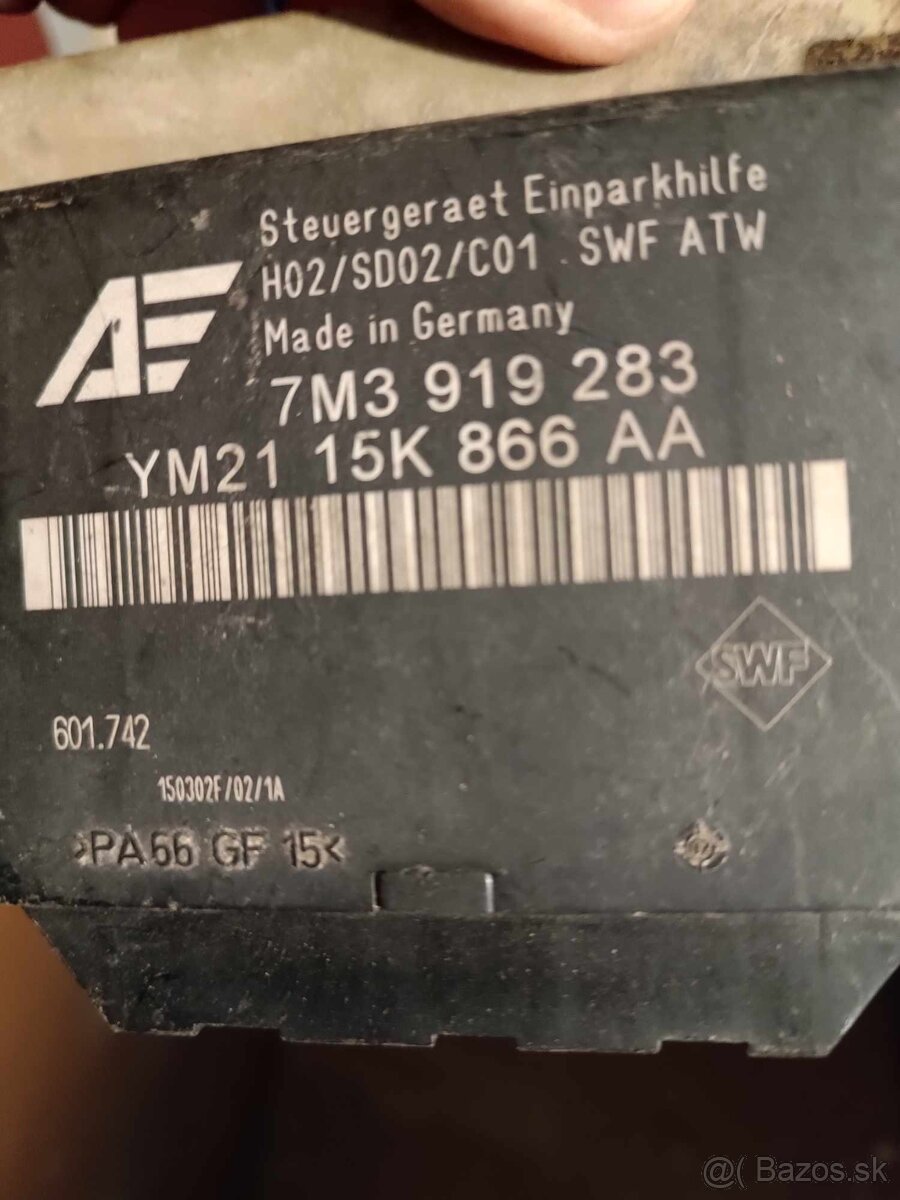 Steuergeraet Einparkhilfe
H02/SD02/C01 SWF ATW
Made in Germany
AE
7M3 919 283
YM21 15K 866 AA
SWF
601.742
150302F/02/1A
>PA66 GF 15<
@( Bazos.sk